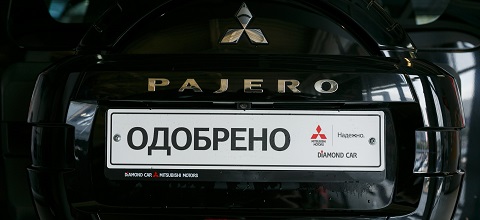 PAJERO
ОДОБРЕНО
MITSUBISHI MOTORS
Надежно.
DIAMOND CAR
DIAMOND CAR MITSUBISHI MOTORS